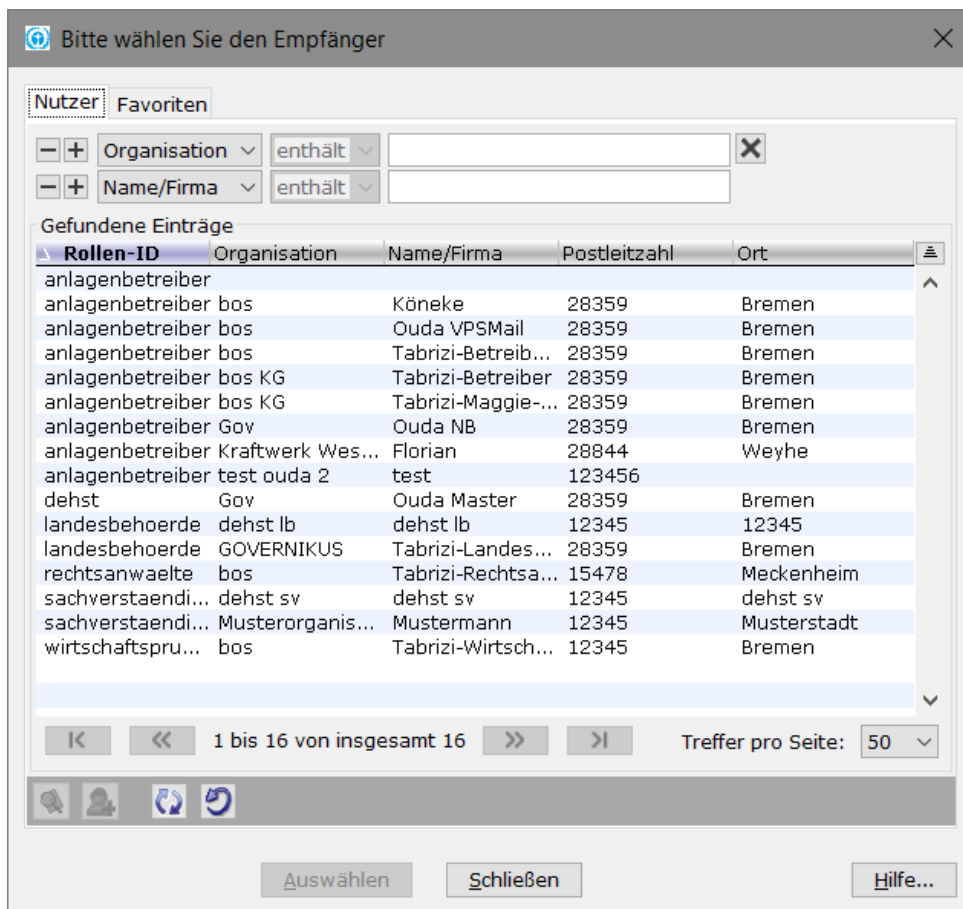 Bitte wählen Sie den Empfänger
Nutzer Favoriten
Organisation enthält
Name/Firma enthält
Gefundene Einträge
Rollen-ID Organisation Name/Firma Postleitzahl Ort
anlagenbetreiber
anlagenbetreiber bos Köneke 28359 Bremen
anlagenbetreiber bos Ouda VPSMail 28359 Bremen
anlagenbetreiber bos Tabrizi-Betreib... 28359 Bremen
anlagenbetreiber bos KG Tabrizi-Betreiber 28359 Bremen
anlagenbetreiber bos KG Tabrizi-Maggie-... 28359 Bremen
anlagenbetreiber Gov Ouda NB 28359 Bremen
anlagenbetreiber Kraftwerk Wes... Florian 28844 Weyhe
anlagenbetreiber test ouda 2 test 123456
dehst Gov Ouda Master 28359 Bremen
landesbehoerde dehst lb dehst lb 12345 12345
landesbehoerde GOVERNIKUS Tabrizi-Landes... 28359 Bremen
rechtsanwaelte bos Tabrizi-Rechtsa... 15478 Meckenheim
sachverstaendi... dehst sv dehst sv 12345 dehst sv
sachverstaendi... Musterorganis... Mustermann 12345 Musterstadt
wirtschaftspru... bos Tabrizi-Wirtsch... 12345 Bremen
1 bis 16 von insgesamt 16 Treffer pro Seite: 50
Auswählen Schließen Hilfe...